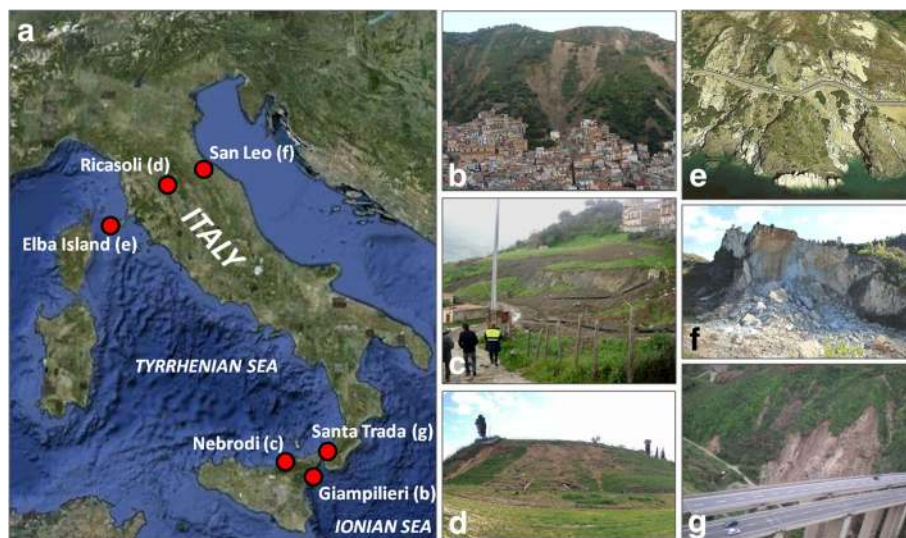 a
San Leo (f)
Ricasoli (d)
ITALY
Elba Island (e)
TYRRHENIAN SEA
Santa Trada (g)
Nebrodi (c)
Giampilieri (b)
IONIAN SEA
b
c
d
e
f
g